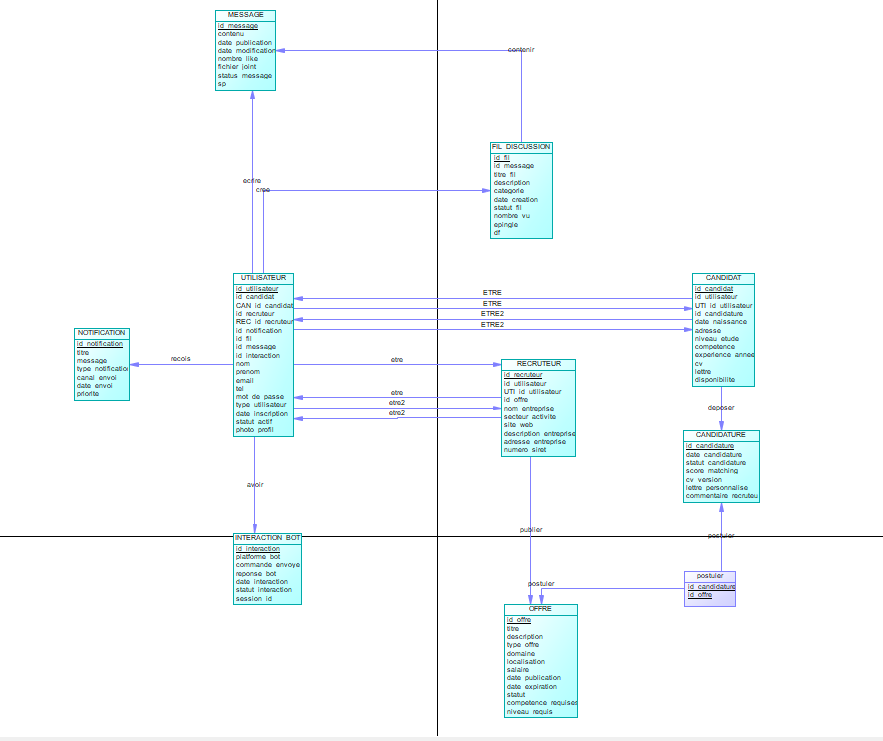 MESSAGE
id_message
contenu
date_publication
date_modification
nombre_like
fichier_joint
status_message
sp
contenir
FIL_DISCUSSION
id_fil
id_message
titre_fil
description
categorie
date_creation
statut_fil
nombre_vu
epingle
df
ecrire
cree
UTILISATEUR
id_utilisateur
id_candidat
CAN_id_candidat
id_recruteur
REC_id_recruteur
id_notification
id_fil
id_message
id_interaction
nom
prenom
email
tel
mot_de_passe
type_utilisateur
date_inscription
statut_actif
photo_profil
ETRE
ETRE
ETRE2
ETRE2
CANDIDAT
id_candidat
id_utilisateur
UTI_id_utilisateur
id_candidature
date_naissance
adresse
niveau_etude
competence
experience_annee
cv
lettre
disponibilite
NOTIFICATION
id_notification
titre
message
type_notificatio
canal_envoi
date_envoi
priorite
recois
etre
etre
etre2
etre2
RECRUTEUR
id_recruteur
id_utilisateur
UTI_id_utilisateur
id_offre
nom_entreprise
secteur_activite
site_web
description_entreprise
adresse_entreprise
numero_siret
deposer
CANDIDATURE
id_candidature
date_candidature
statut_candidature
score_matching
cv_version
lettre_personnalise
commentaire_recruteu
avoir
INTERACTION_BOT
id_interaction
platforme_bot
commande_envoye
reponse_bot
date_interaction
statut_interaction
session_id
publier
postuler
postuler
postuler
id_candidature
id_offre
OFFRE
id_offre
titre
description
type_offre
domaine
localisation
salaire
date_publication
date_expiration
statut
competence_requises
niveau_requis